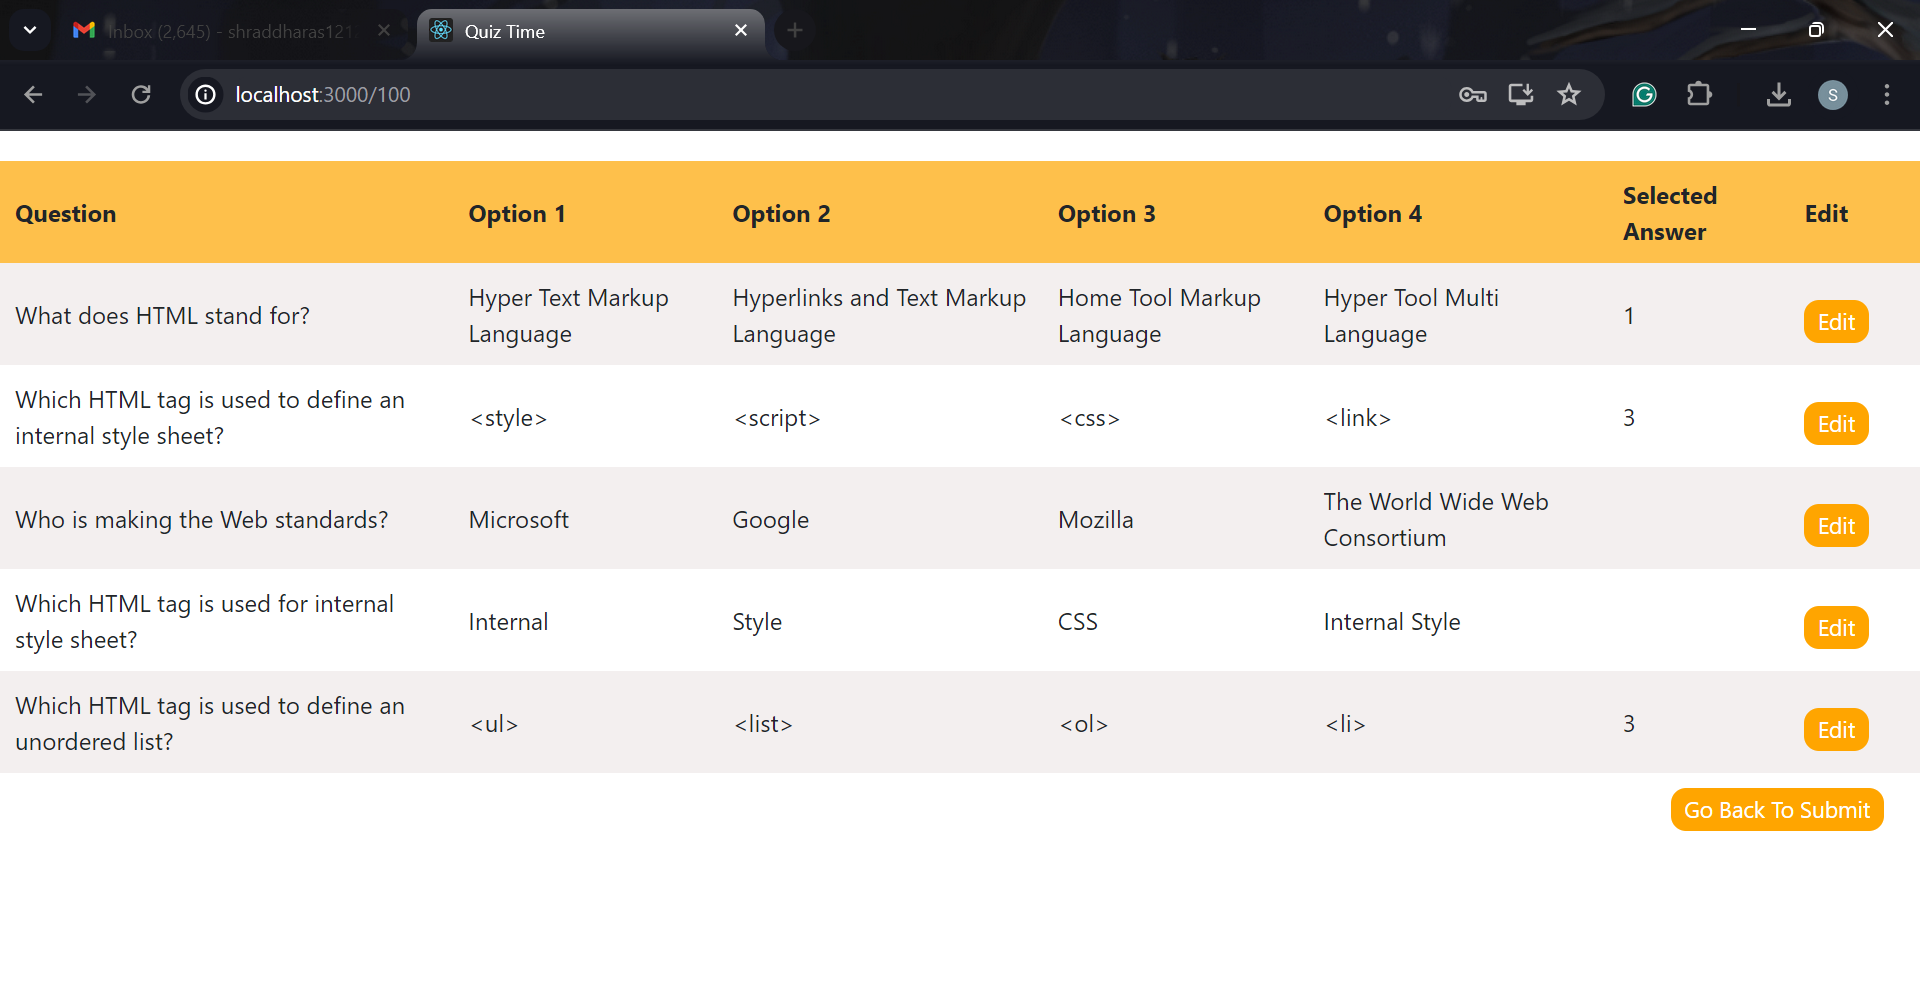 Inbox (2,645) - shraddharas121
Quiz Time
localhost:3000/100
S
Question Option 1 Option 2 Option 3 Option 4 Selected Answer Edit
What does HTML stand for?
Hyper Text Markup
Language
Hyperlinks and Text Markup
Language
Home Tool Markup
Language
Hyper Tool Multi
Language
1
Edit
Which HTML tag is used to define an
internal style sheet?
<style>
<script>
<css>
<link>
3
Edit
Who is making the Web standards?
Microsoft
Google
Mozilla
The World Wide Web
Consortium
Edit
Which HTML tag is used for internal
style sheet?
Internal
Style
CSS
Internal Style
Edit
Which HTML tag is used to define an
unordered list?
<ul>
<list>
<ol>
<li>
3
Edit
Go Back To Submit